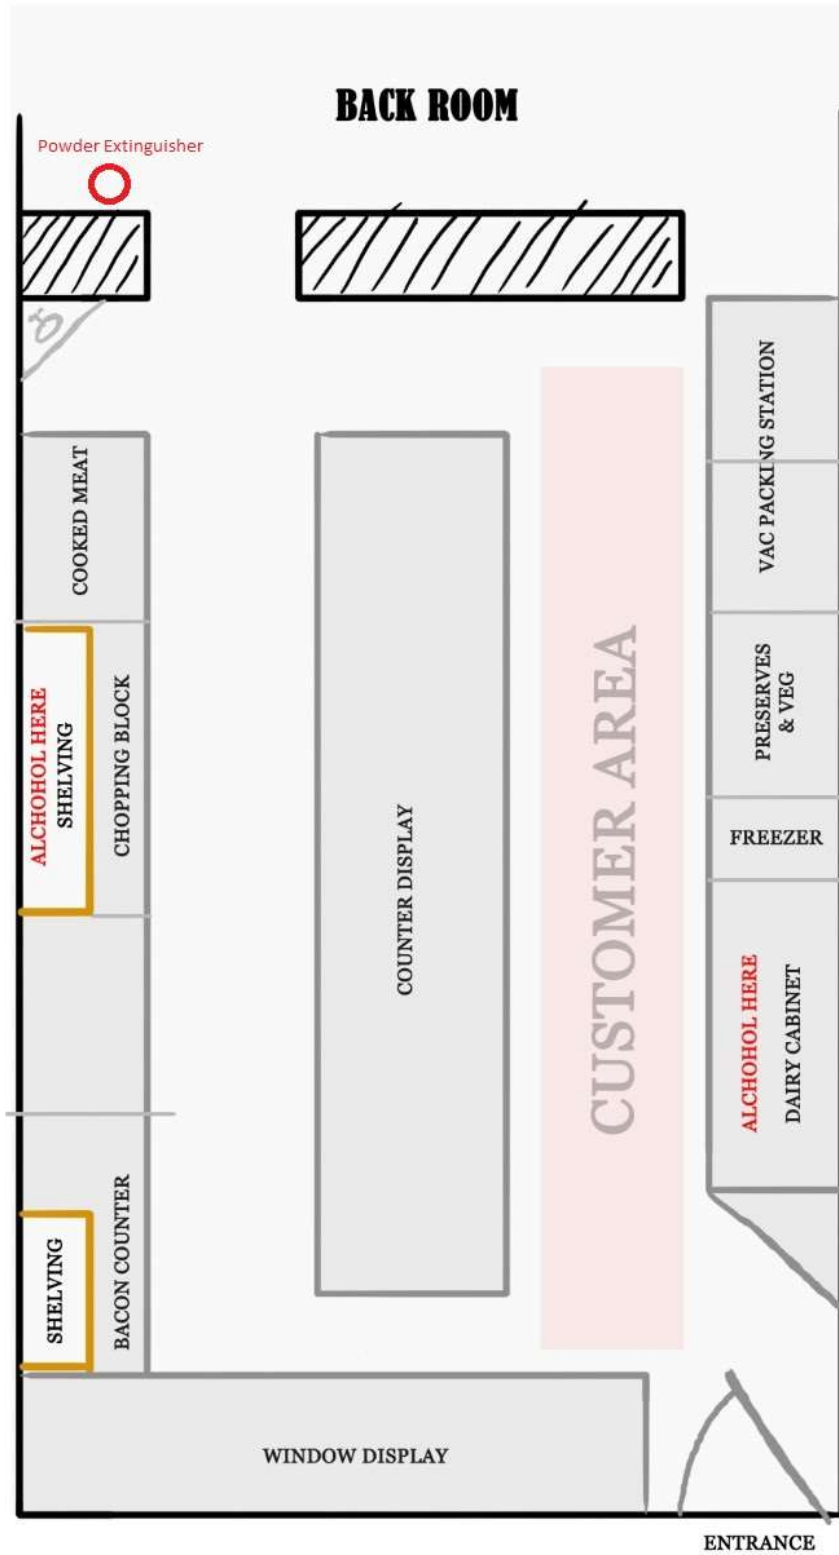 BACK ROOM
Powder Extinguisher
COOKED MEAT
VAC PACKING STATION
ALCHOHOL HERE
SHELVING
CHOPPING BLOCK
COUNTER DISPLAY
CUSTOMER AREA
PRESERVES
& VEG
FREEZER
ALCHOHOL HERE
DAIRY CABINET
SHELVING
BACON COUNTER
WINDOW DISPLAY
ENTRANCE